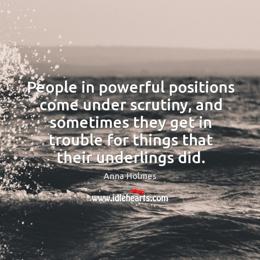 People in powerful positions
come under scrutiny, and
sometimes they get in
trouble for things that
their underlings did.
Anna Holmes
www.idlehearts.com